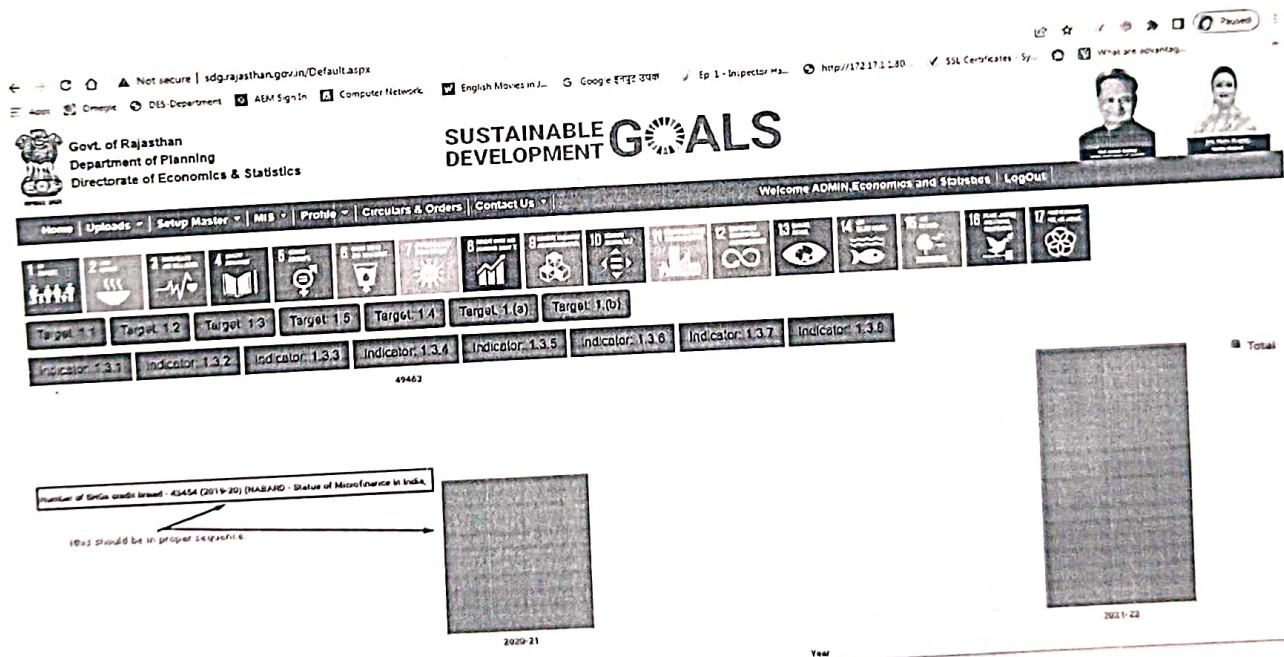 Paused
Not secure | sdg.rajasthan.gov.in/Default.aspx
Apps Omegle DES-Department AEM Sign In Computer Network English Movies in J... Google इनपुट उपक Ep 1 - Inspector Ma... http://172.17.1.1:80... SSL Certificates - Sy... What are advantag...
Govt. of Rajasthan
Department of Planning
Directorate of Economics & Statistics
SUSTAINABLE
DEVELOPMENT
GOALS
Welcome ADMIN,Economics and Statistics | LogOut
Home | Uploads | Setup Master | MIS | Profile | Circulars & Orders | Contact Us
1 2 3 4 5 6 7 8 9 10 11 12 13 14 15 16 17
Target: 1.1 Target: 1.2 Target: 1.3 Target: 1.5 Target: 1.4 Target: 1.(a) Target: 1.(b)
Indicator: 1.3.1 Indicator: 1.3.2 Indicator: 1.3.3 Indicator: 1.3.4 Indicator: 1.3.5 Indicator: 1.3.6 Indicator: 1.3.7 Indicator: 1.3.8
49463
Total
Number of SHGs credit linked - 43454 (2019-20) (NABARD - Status of Microfinance in India,
this should be in proper sequence
2020-21
2021-22
Year